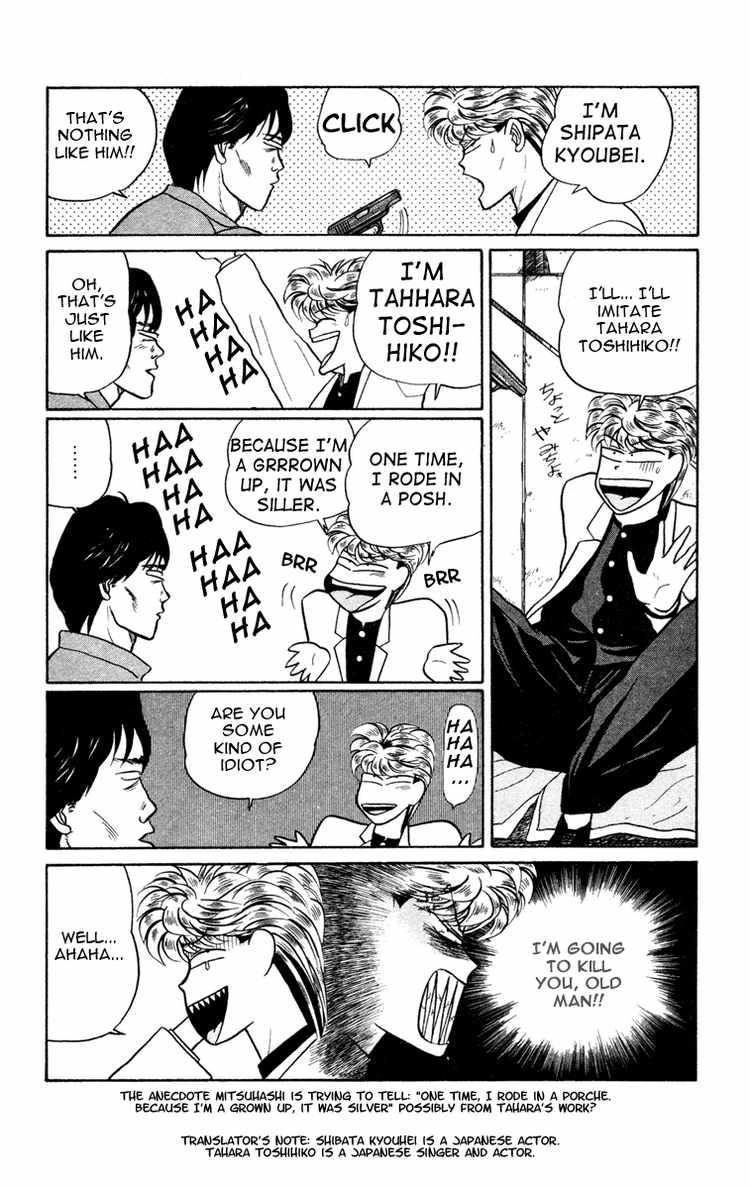 I'M
SHIPATA
KYOUBEI.
CLICK
THAT'S
NOTHING
LIKE HIM!!
I'LL... I'LL
IMITATE
TAHARA
TOSHIHIKO!!
ちょっと
I'M
TAHHARA
TOSHI-
HIKO!!
HA
HA
HA
HA
OH,
THAT'S
JUST
LIKE
HIM.
ONE TIME,
I RODE IN
A POSH.
BECAUSE I'M
A GRRROWN
UP, IT WAS
SILLER.
BRR
BRR
HAA
HAA
HA
HA
HAA
HAA
HA
HA
......
HA
HA
HA
...
ARE YOU
SOME
KIND OF
IDIOT?
I'M GOING
TO KILL
YOU, OLD
MAN!!
WELL...
AHAHA...
THE ANECDOTE MITSUHASHI IS TRYING TO TELL: "ONE TIME, I RODE IN A PORCHE.
BECAUSE I'M A GROWN UP, IT WAS SILVER" POSSIBLY FROM TAHARA'S WORK?
TRANSLATOR'S NOTE: SHIBATA KYOUHEI IS A JAPANESE ACTOR.
TAHARA TOSHIHIKO IS A JAPANESE SINGER AND ACTOR.